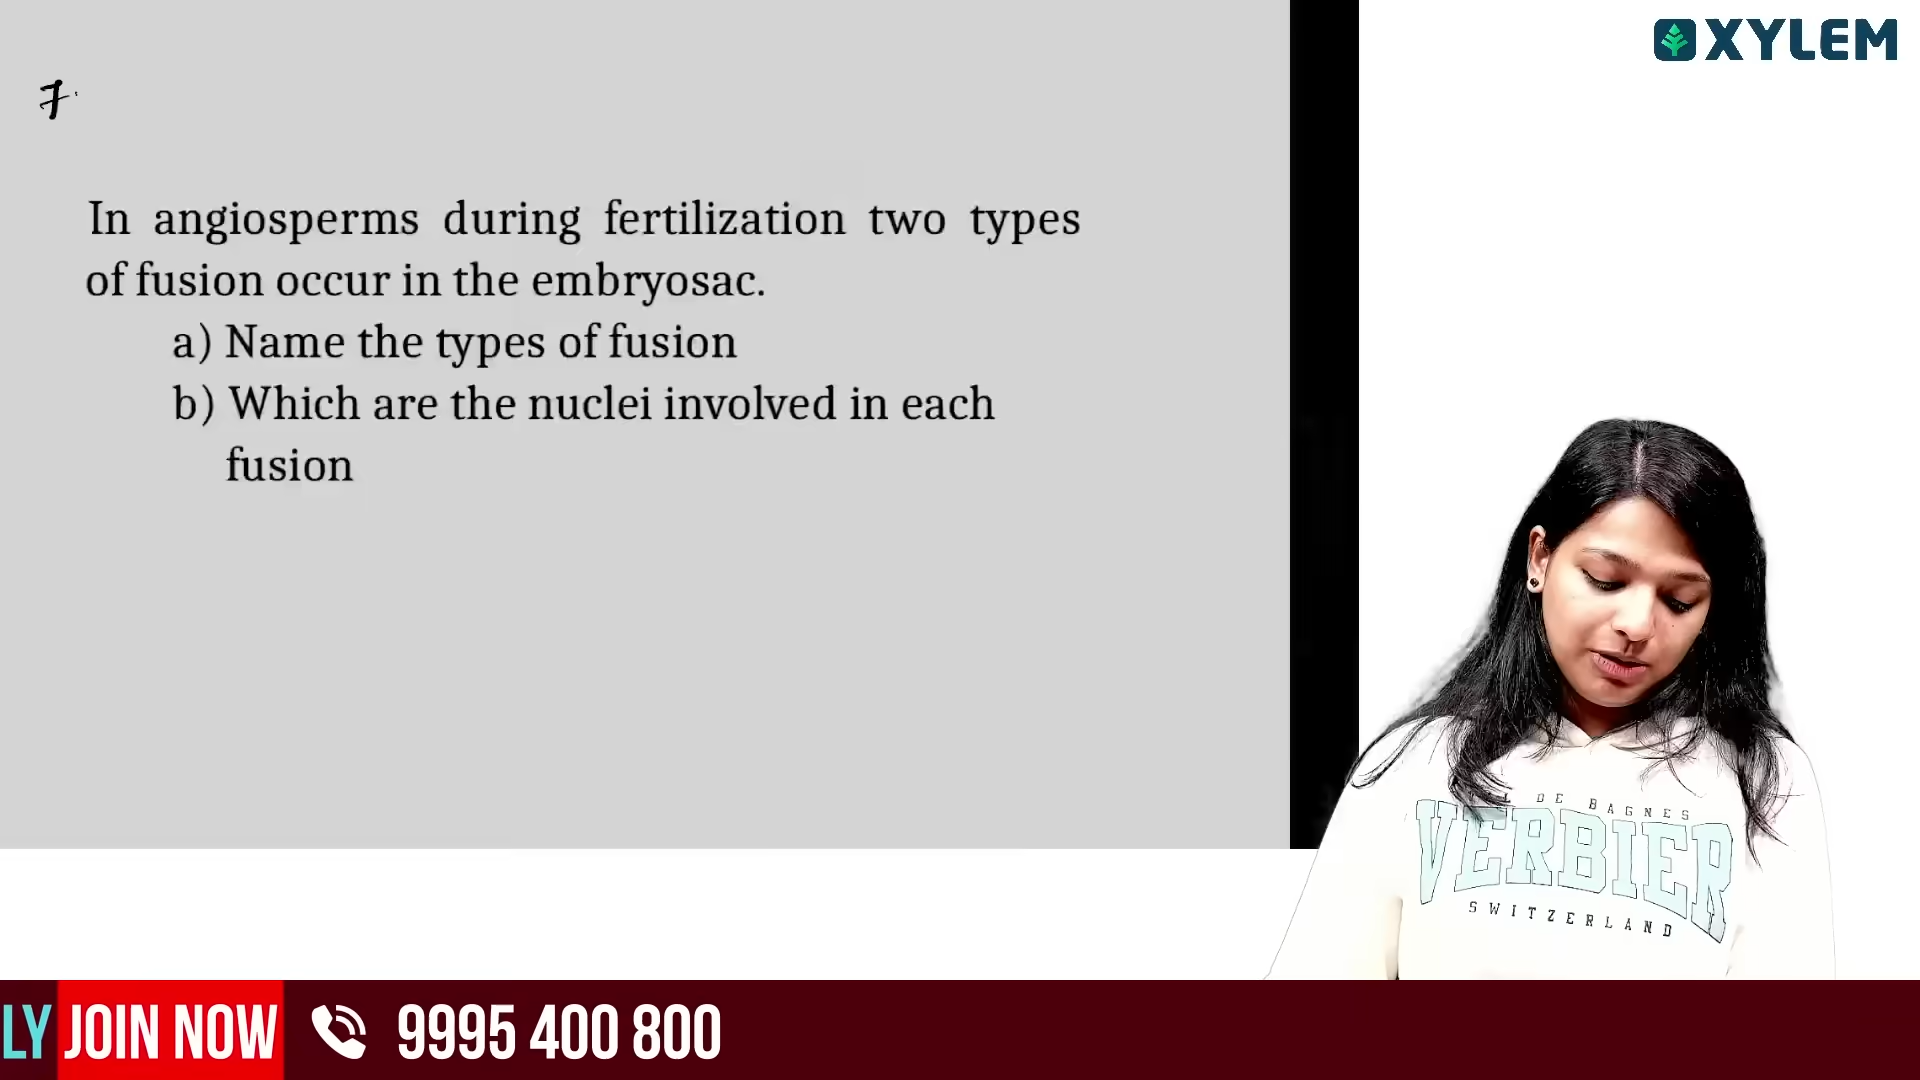 XYLEM
7.
In angiosperms during fertilization two types
of fusion occur in the embryosac.
a) Name the types of fusion
b) Which are the nuclei involved in each
fusion
DE BAGNES
VERBIER
SWITZERLAND
LY JOIN NOW 9995 400 800